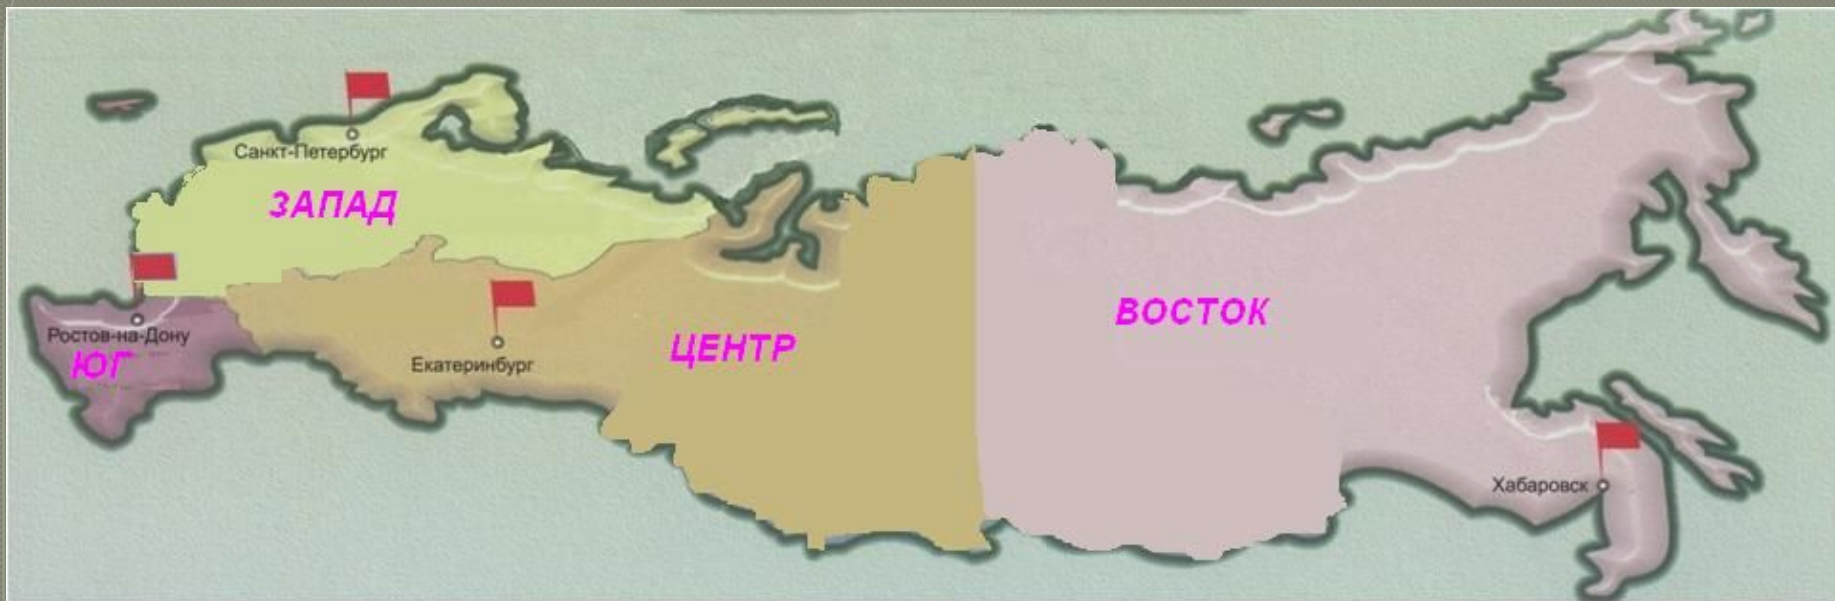 Санкт-Петербург
ЗАПАД
Ростов-на-Дону
ЮГ
Екатеринбург
ЦЕНТР
ВОСТОК
Хабаровск